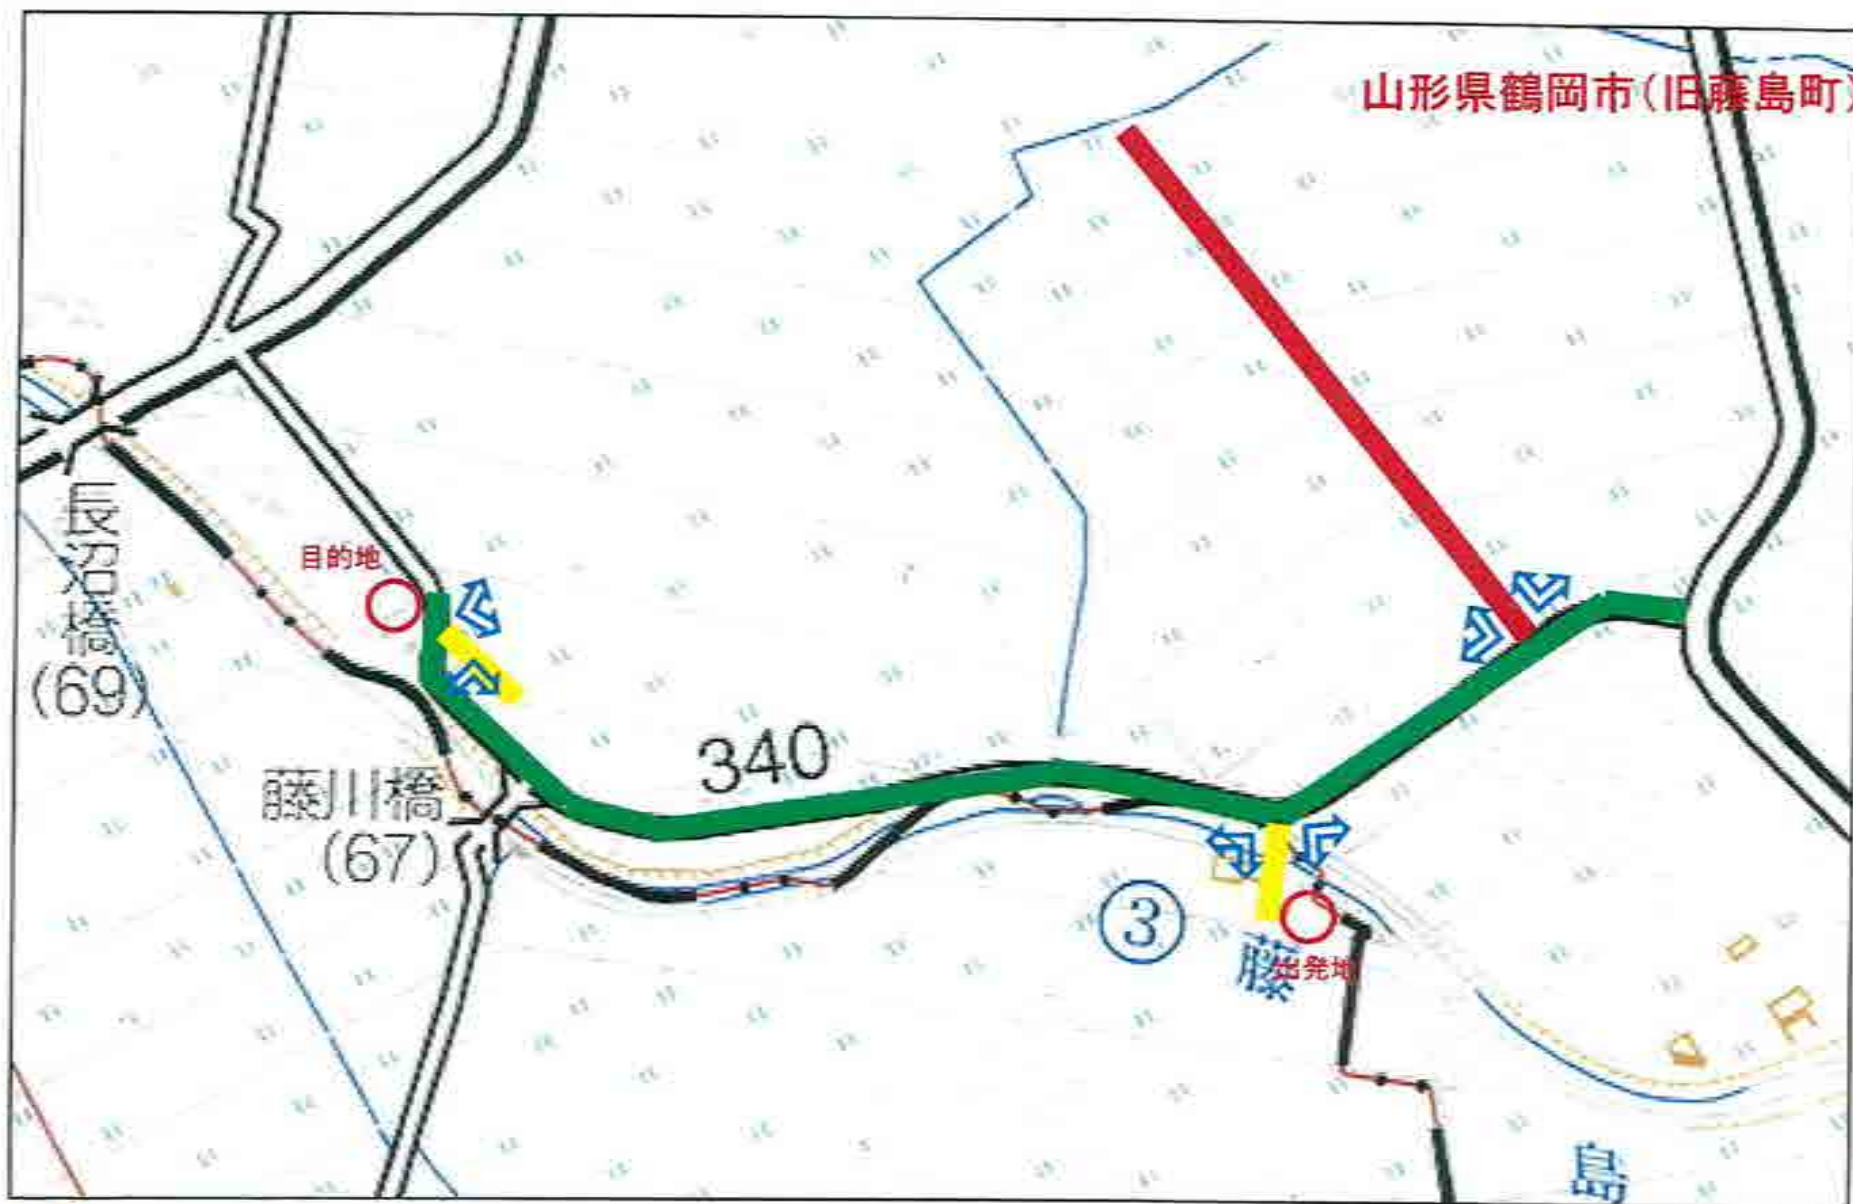 山形県鶴岡市(旧藤島町)
長沼橋
(69)
目的地
340
藤川橋
(67)
③
藤
出発地
島